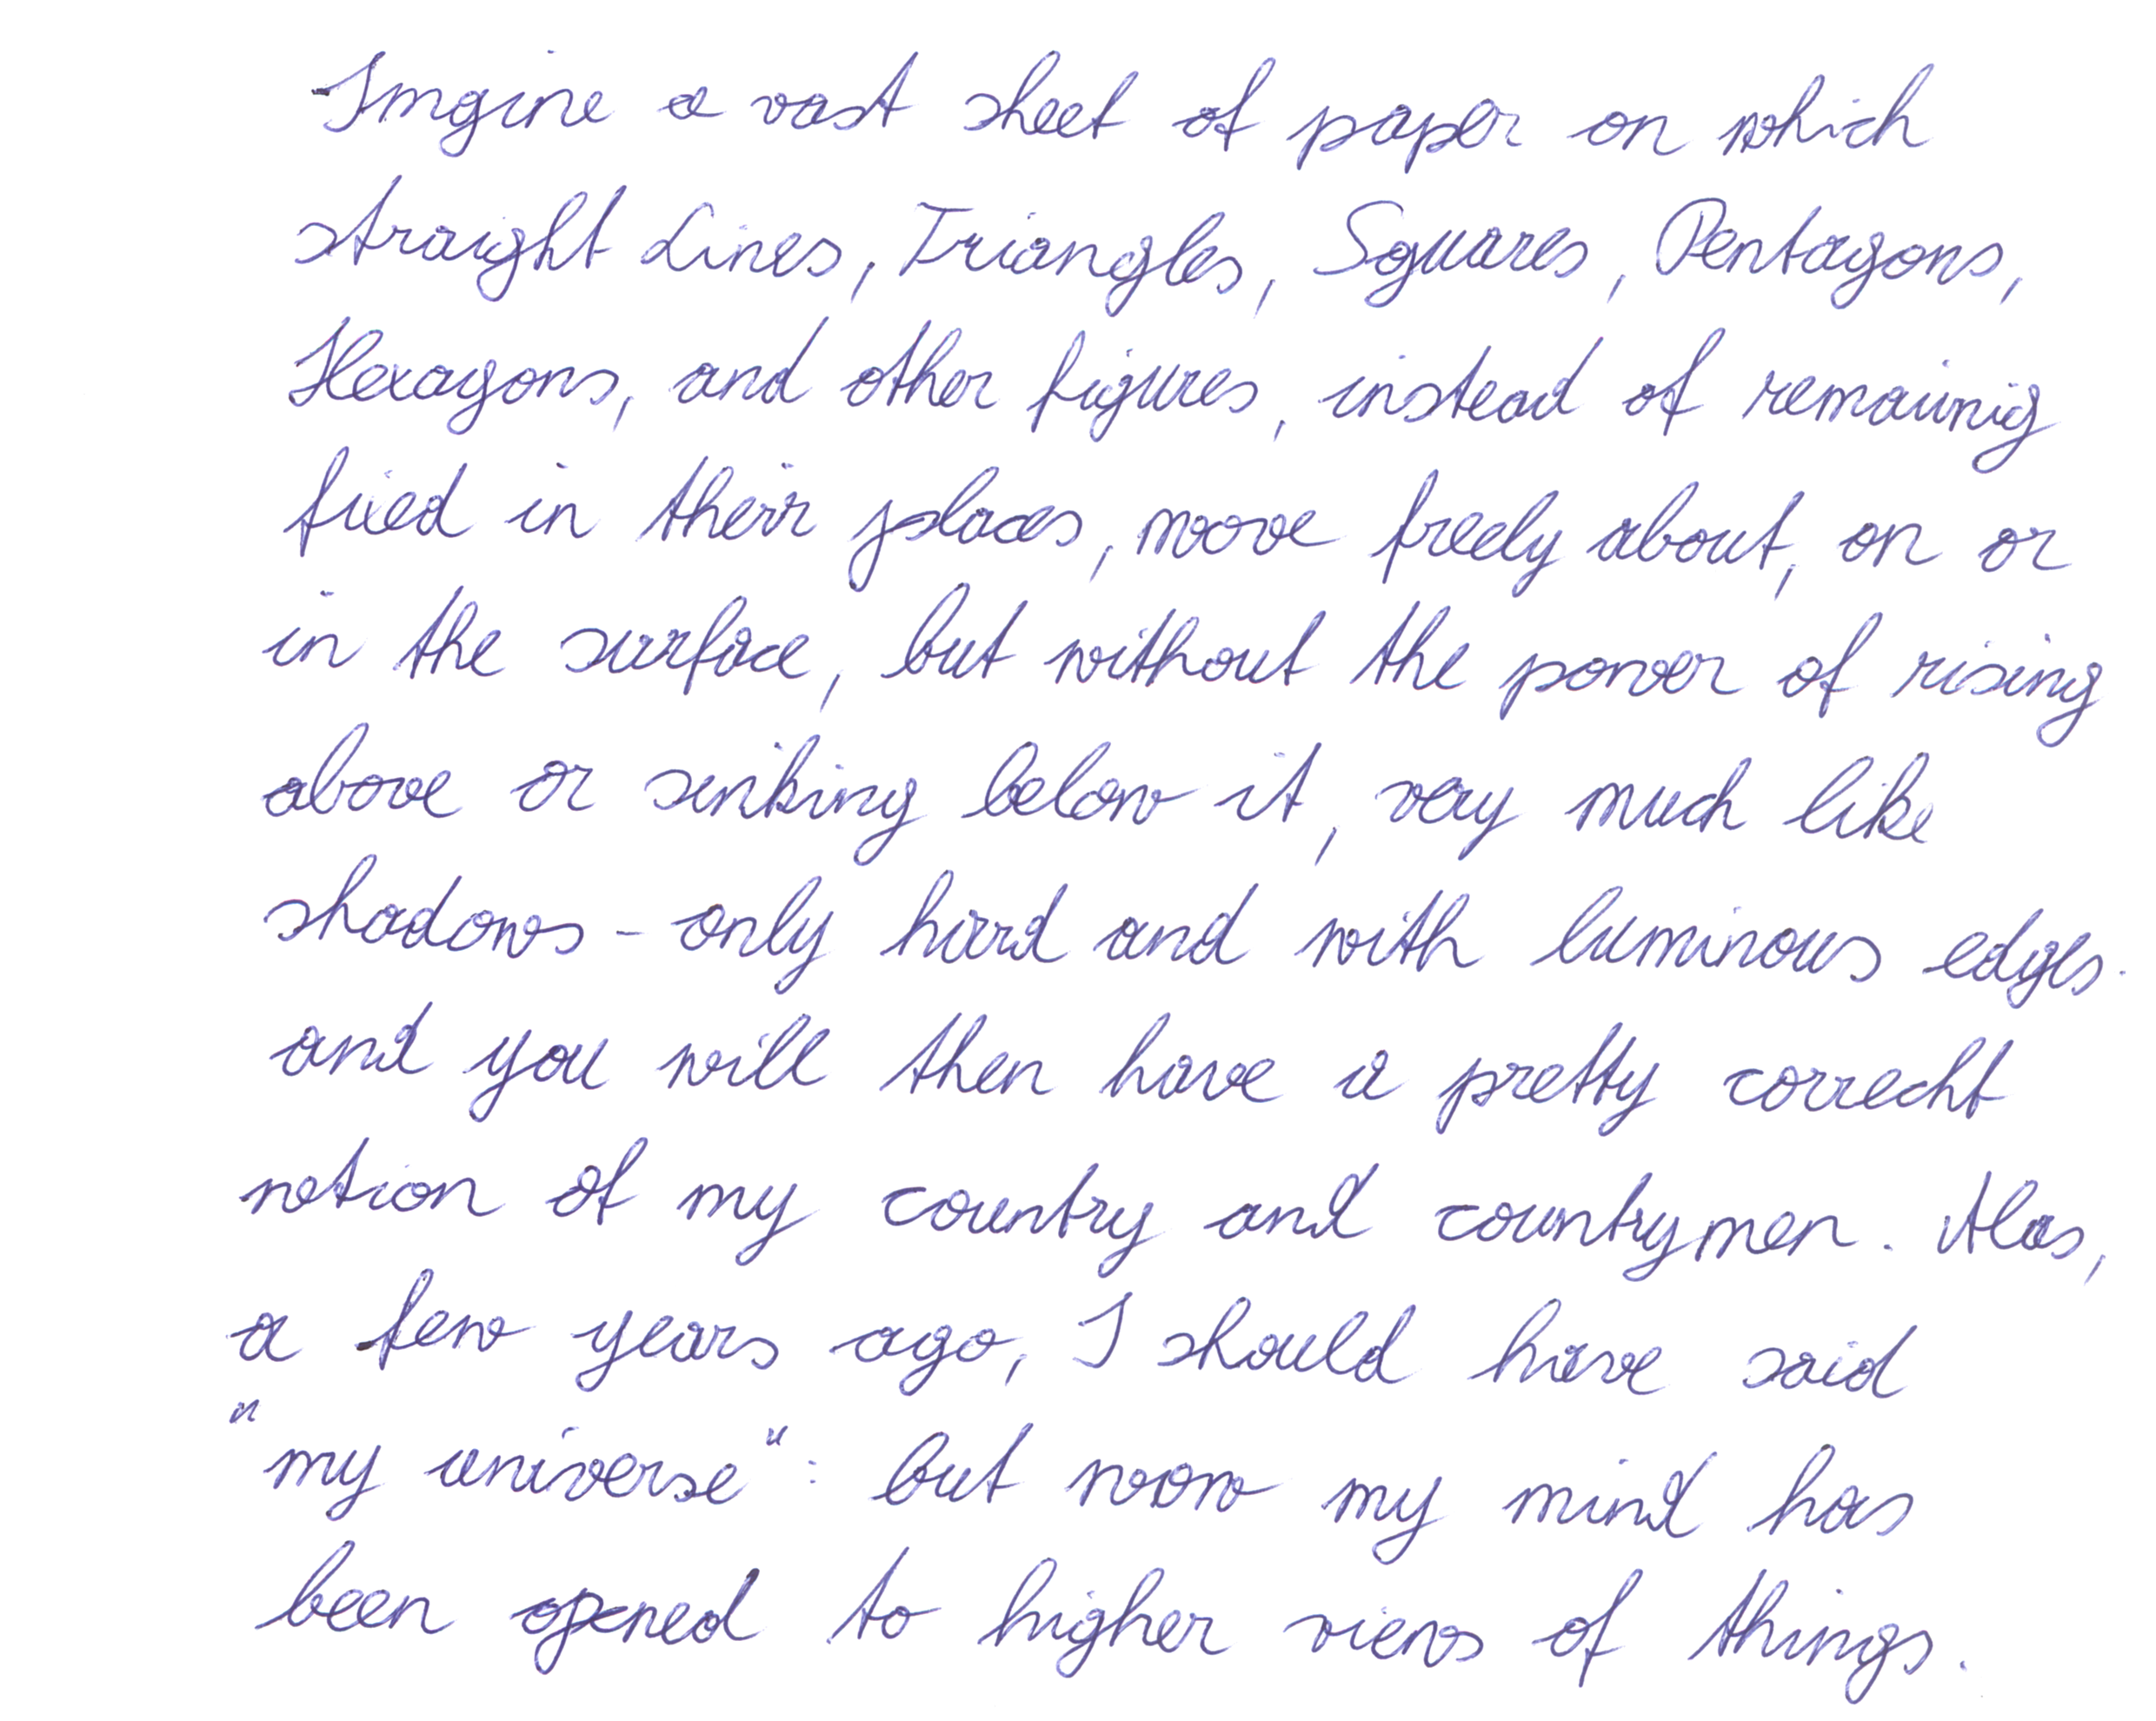 Imgine a vast sheet of paper on which
straight Lines, Triangles, Squares, Pentagons,
Hexagons, and other figures, instead of remainig
fixed in their places, move freely about, on or
in the surface, but without the power of rising
above or sinking below it, very much like
shadows - only hard and with luminous edges.
and you will then have a pretty correcht
notion of my country and countrymen. Alas,
a few years ago, I should have said
"my universe": but now my mind has
been opened to higher views of things.